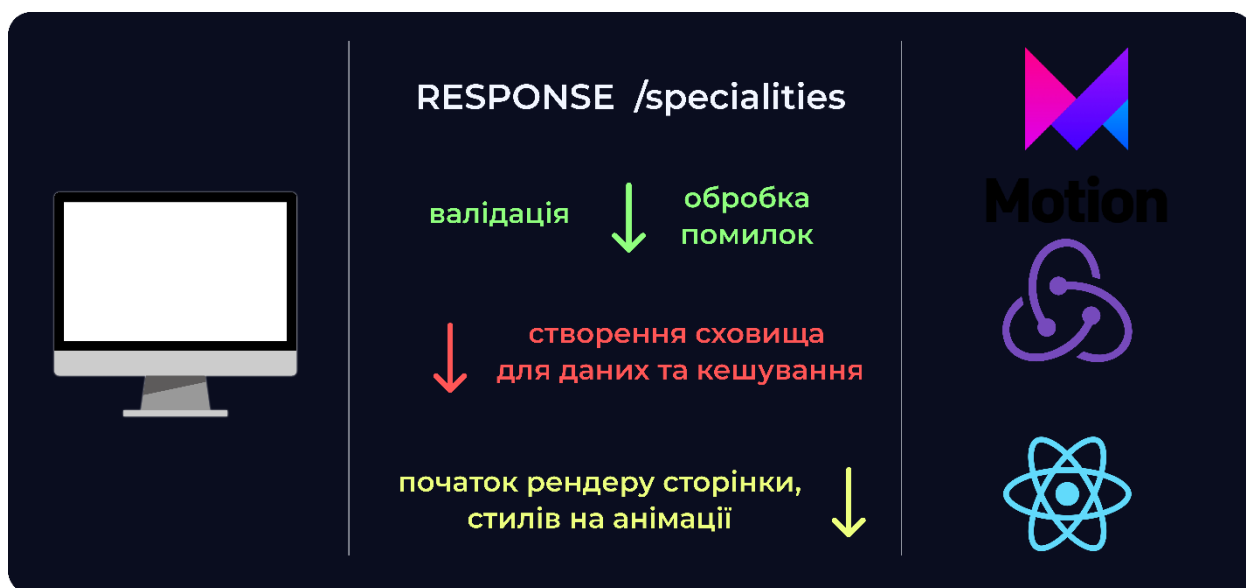 RESPONSE /specialities
валідація
обробка
помилок
створення сховища
для даних та кешування
початок рендеру сторінки,
стилів на анімації
Motion